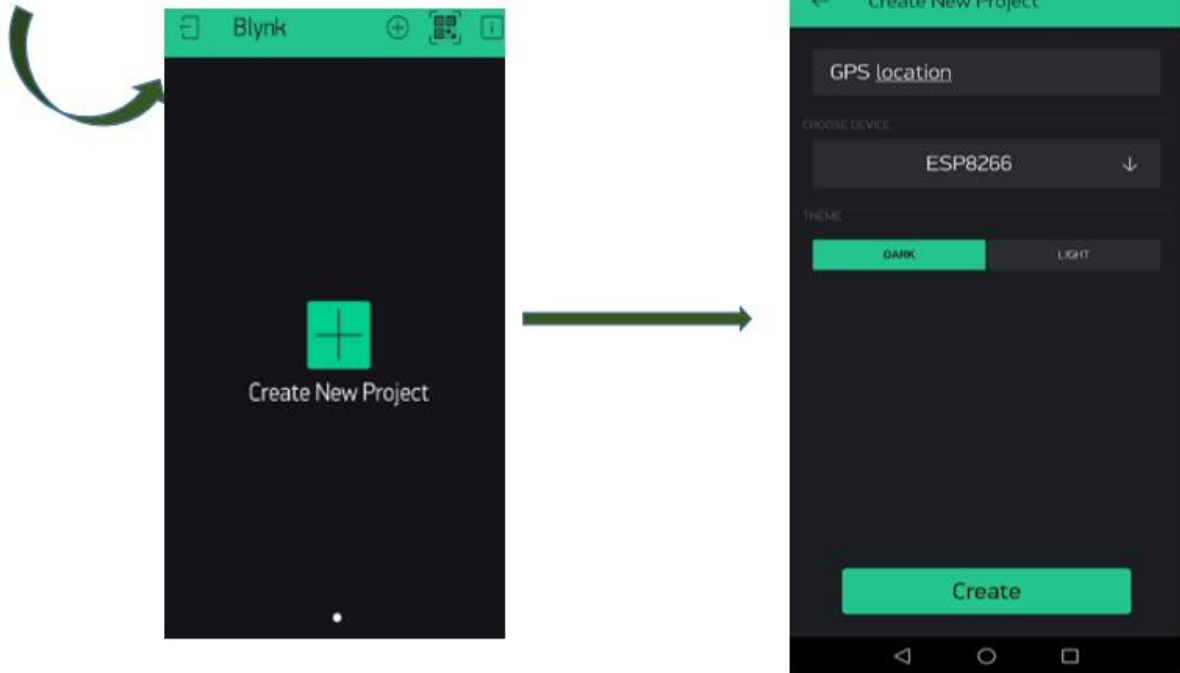 Blynk
Create New Project
Create New Project
GPS location
CHOOSE DEVICE
ESP8266
THEME
DARK
LIGHT
Create